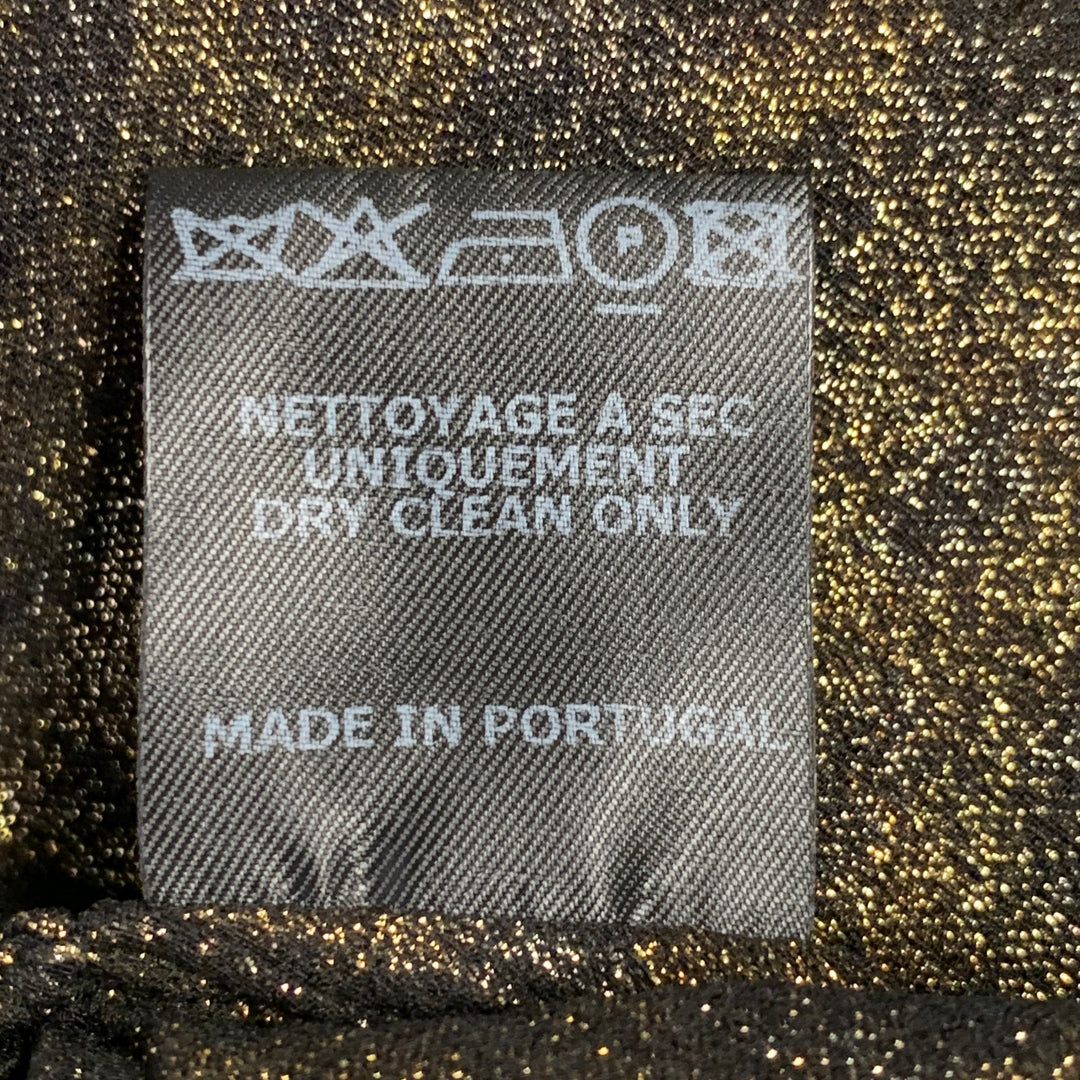 P
NETTOYAGE A SEC
UNIQUEMENT
DRY CLEAN ONLY
MADE IN PORTUGAL